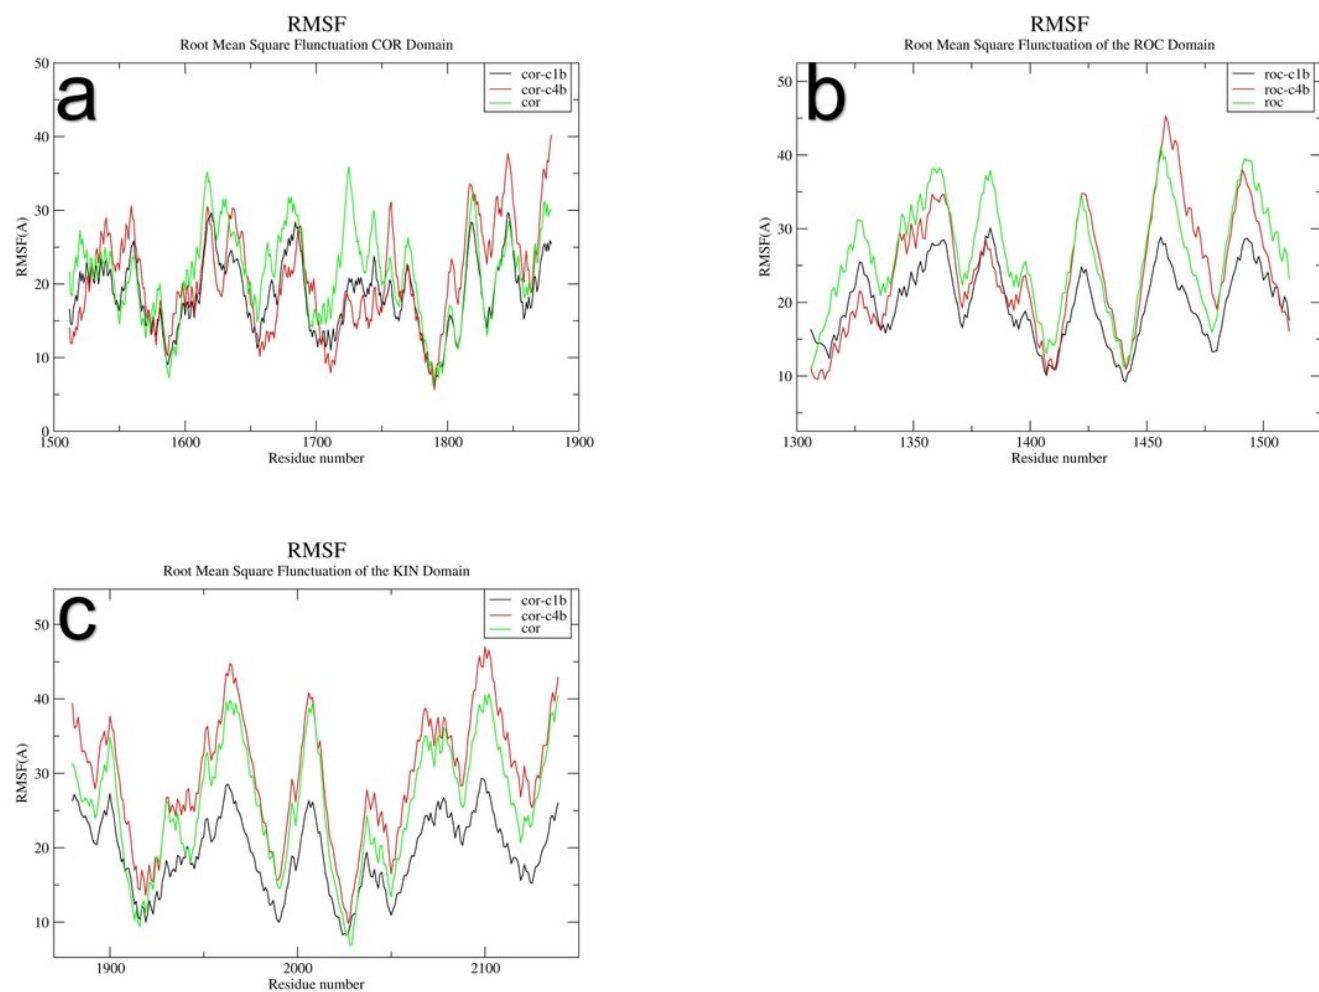 RMSF
Root Mean Square Flunctuation COR Domain
a
cor-c1b
cor-c4b
cor
RMSF(A)
50
40
30
20
10
0
1500
1600
1700
1800
1900
Residue number
RMSF
Root Mean Square Flunctuation of the ROC Domain
b
roc-c1b
roc-c4b
roc
RMSF(A)
50
40
30
20
10
1300
1350
1400
1450
1500
Residue number
RMSF
Root Mean Square Flunctuation of the KIN Domain
c
cor-c1b
cor-c4b
cor
RMSF(A)
50
40
30
20
10
1900
2000
2100
Residue number